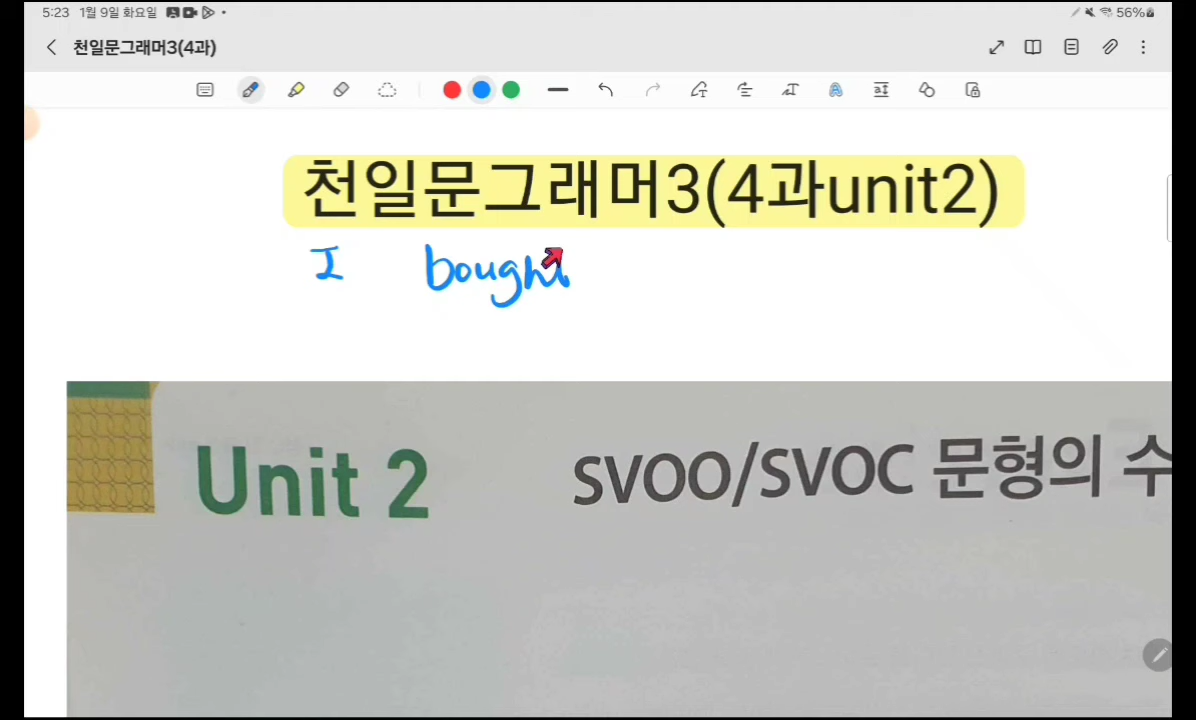 5:23 1월 9일 화요일
56%
천일문그래머3(4과)
천일문그래머3(4과unit2)
I bought
Unit 2 SVOO/SVOC 문형의 수